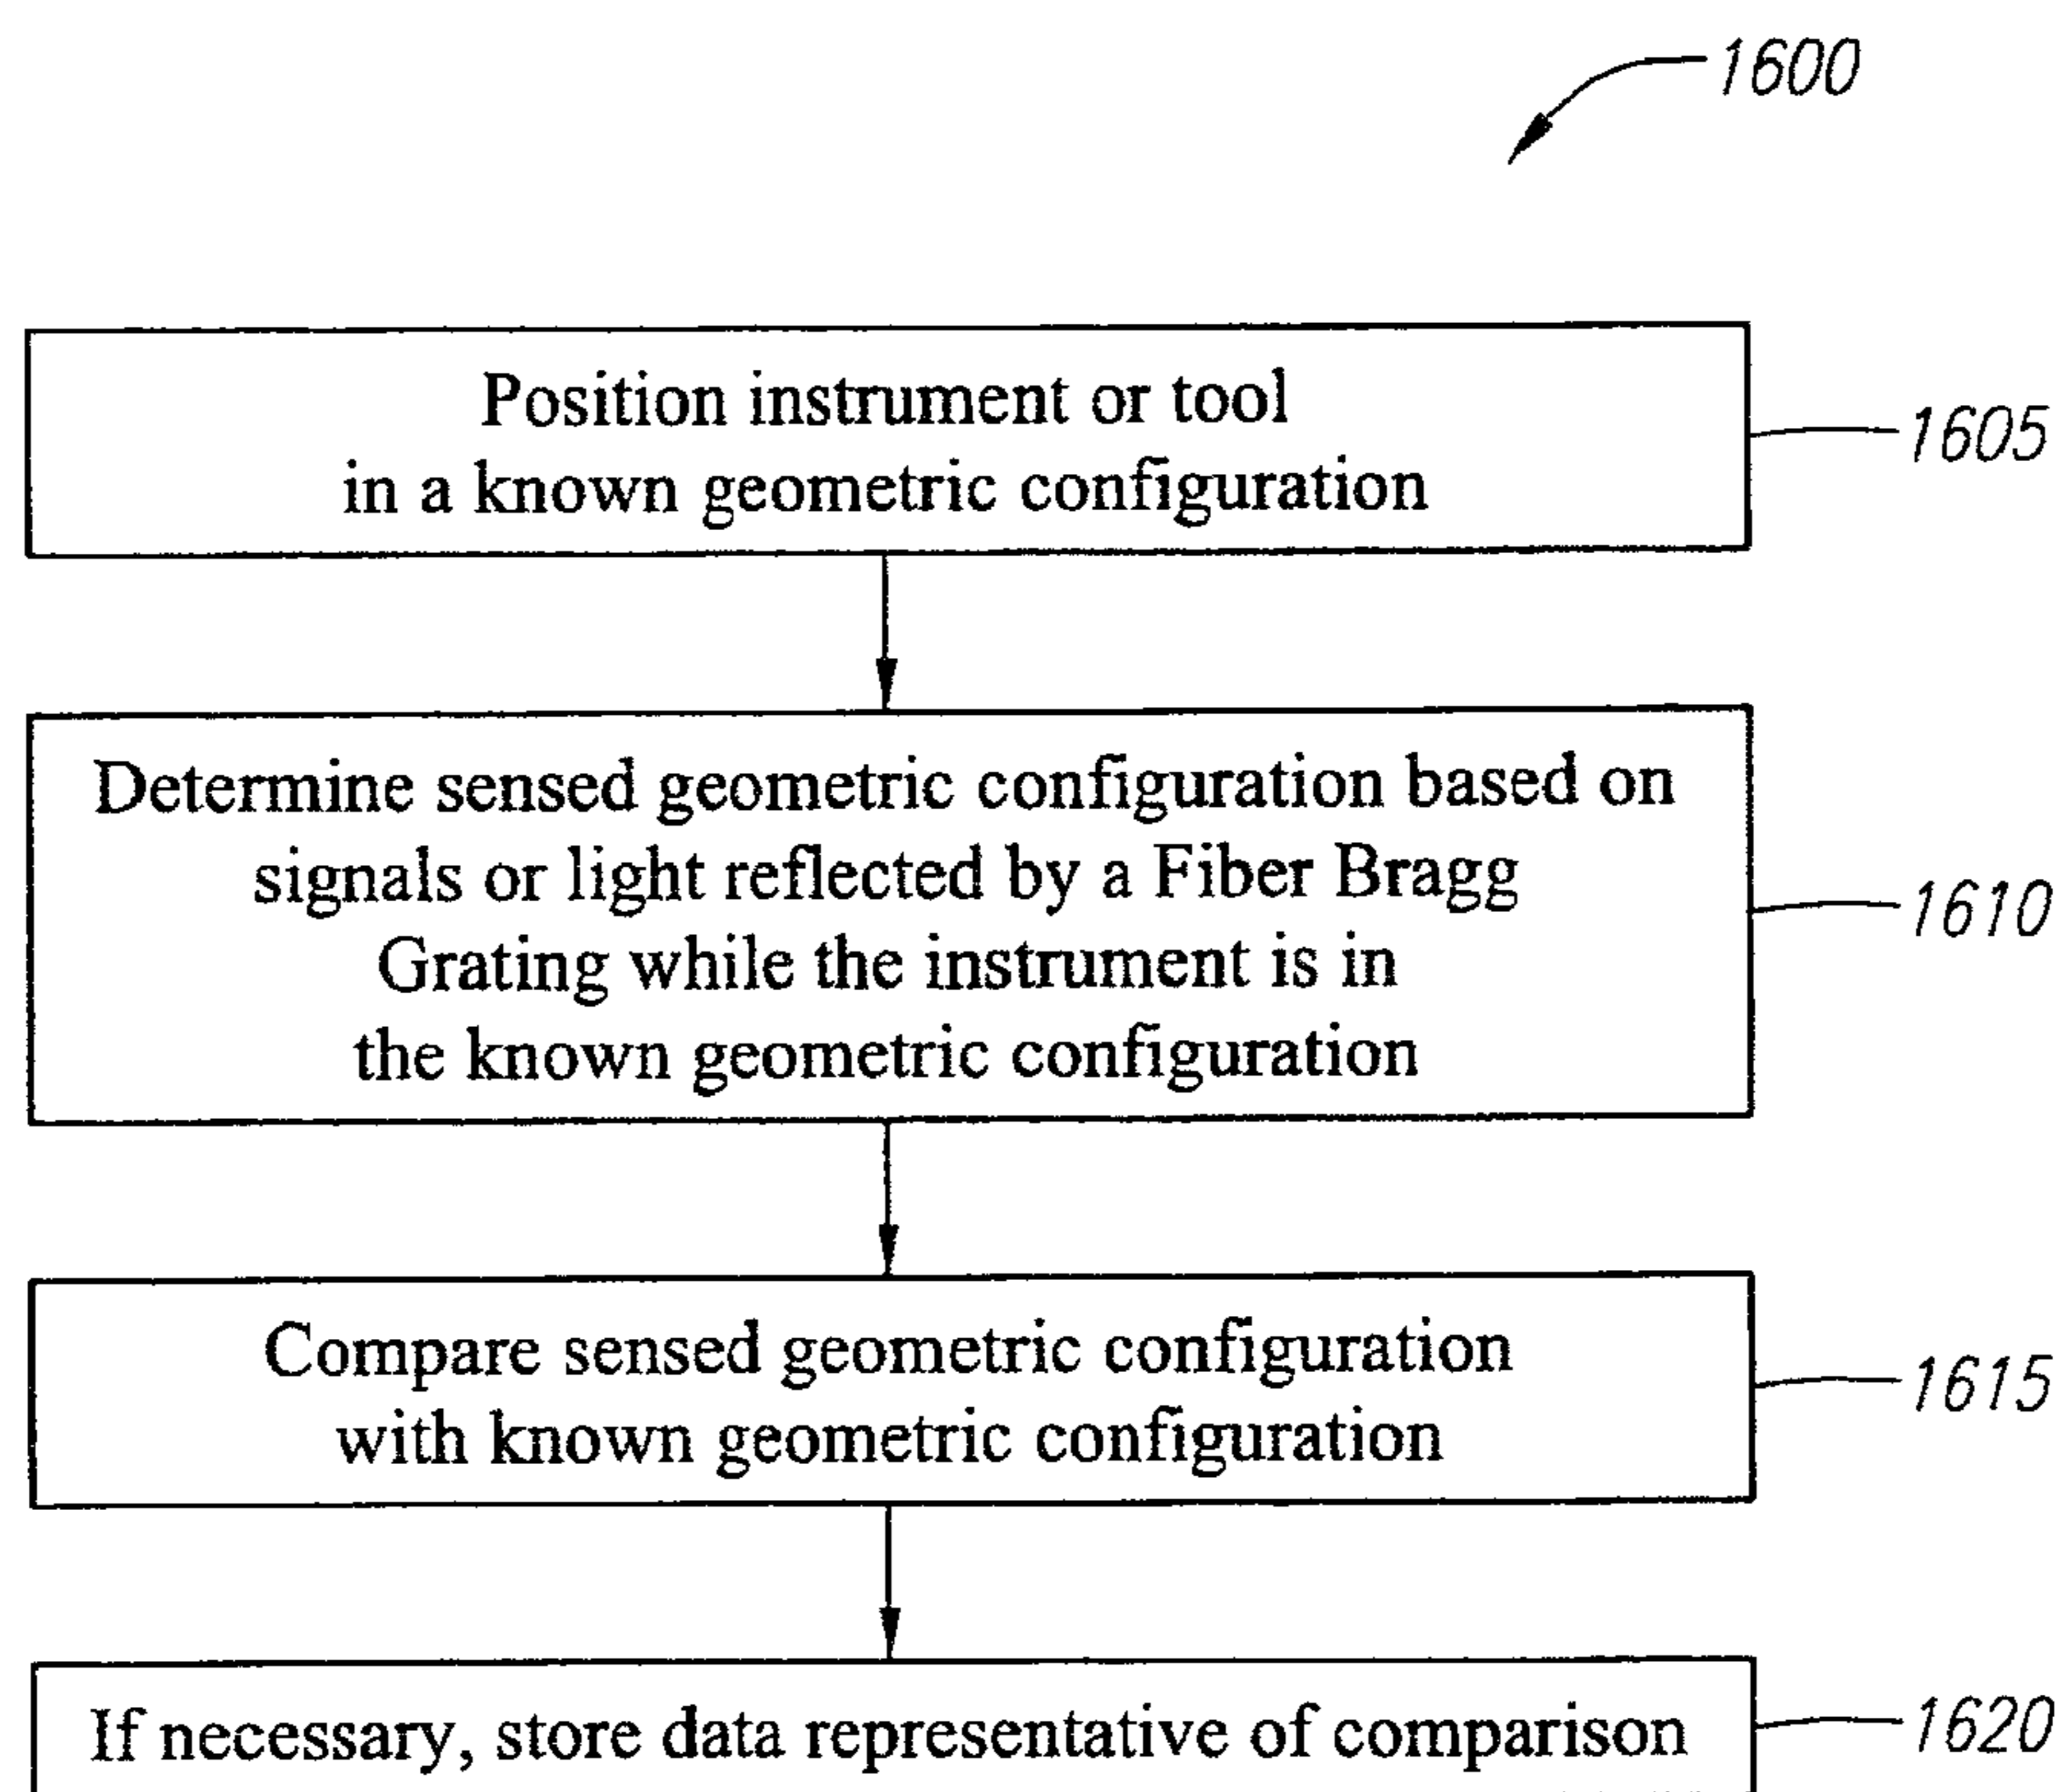 1600
Position instrument or tool
in a known geometric configuration
1605
Determine sensed geometric configuration based on
signals or light reflected by a Fiber Bragg
Grating while the instrument is in
the known geometric configuration
1610
Compare sensed geometric configuration
with known geometric configuration
1615
If necessary, store data representative of comparison
1620